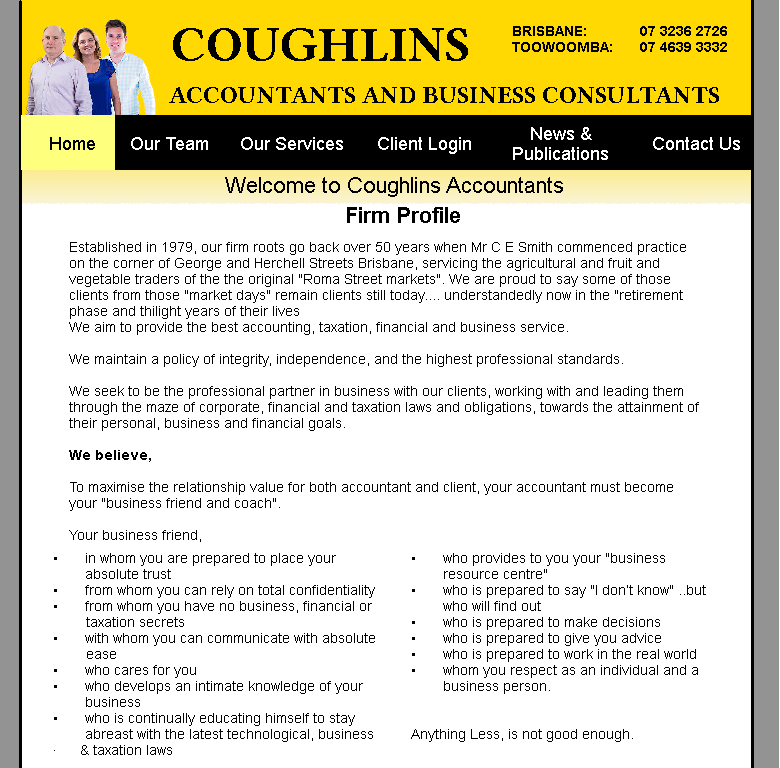 COUGHLINS
BRISBANE: 07 3236 2726
TOOWOOMBA: 07 4639 3332
ACCOUNTANTS AND BUSINESS CONSULTANTS
Home Our Team Our Services Client Login News & Publications Contact Us
Welcome to Coughlins Accountants
Firm Profile
Established in 1979, our firm roots go back over 50 years when Mr C E Smith commenced practice
on the corner of George and Herchell Streets Brisbane, servicing the agricultural and fruit and
vegetable traders of the the original "Roma Street markets". We are proud to say some of those
clients from those "market days" remain clients still today.... understandedly now in the "retirement
phase and thilight years of their lives
We aim to provide the best accounting, taxation, financial and business service.
We maintain a policy of integrity, independence, and the highest professional standards.
We seek to be the professional partner in business with our clients, working with and leading them
through the maze of corporate, financial and taxation laws and obligations, towards the attainment of
their personal, business and financial goals.
We believe,
To maximise the relationship value for both accountant and client, your accountant must become
your "business friend and coach".
Your business friend,
• in whom you are prepared to place your
absolute trust
• from whom you can rely on total confidentiality
• from whom you have no business, financial or
taxation secrets
• with whom you can communicate with absolute
ease
• who cares for you
• who develops an intimate knowledge of your
business
• who is continually educating himself to stay
abreast with the latest technological, business
· & taxation laws
• who provides to you your "business
resource centre"
• who is prepared to say "I don't know" ..but
who will find out
• who is prepared to make decisions
• who is prepared to give you advice
• who is prepared to work in the real world
• whom you respect as an individual and a
business person.
Anything Less, is not good enough.